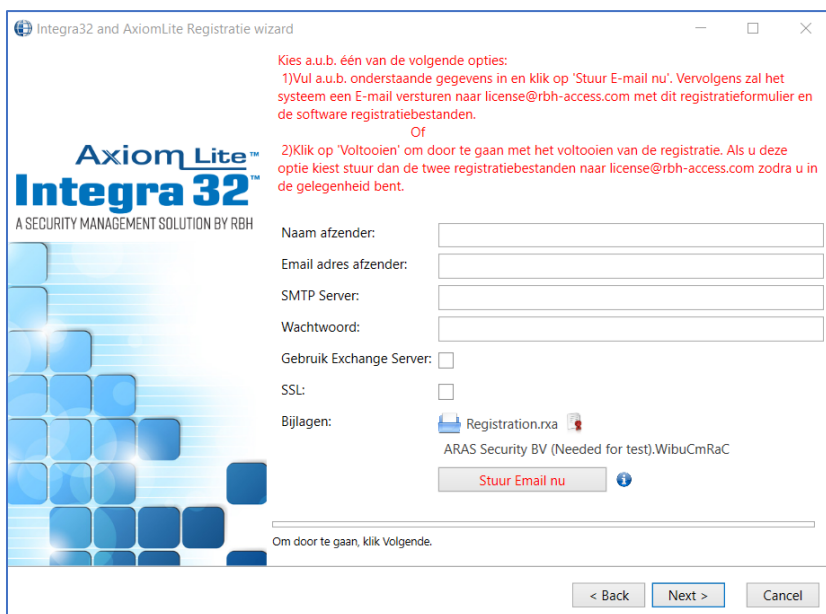 Integra32 and AxiomLite Registratie wizard
Kies a.u.b. één van de volgende opties:
1)Vul a.u.b. onderstaande gegevens in en klik op 'Stuur E-mail nu'. Vervolgens zal het
systeem een E-mail versturen naar license@rbh-access.com met dit registratieformulier en
de software registratiebestanden.
Of
2)Klik op 'Voltooien' om door te gaan met het voltooien van de registratie. Als u deze
optie kiest stuur dan de twee registratiebestanden naar license@rbh-access.com zodra u in
de gelegenheid bent.
Axiom Lite™
Integra 32™
A SECURITY MANAGEMENT SOLUTION BY RBH
Naam afzender:
Email adres afzender:
SMTP Server:
Wachtwoord:
Gebruik Exchange Server:
SSL:
Bijlagen:
Registration.rxa
ARAS Security BV (Needed for test).WibuCmRaC
Stuur Email nu
Om door te gaan, klik Volgende.
< Back
Next >
Cancel